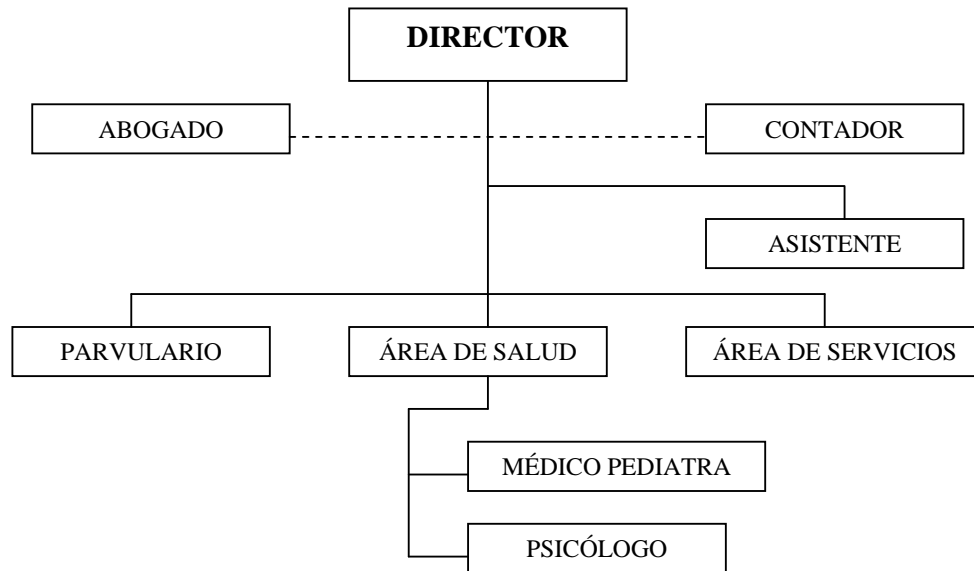 DIRECTOR
ABOGADO
CONTADOR
ASISTENTE
PARVULARIO
ÁREA DE SALUD
ÁREA DE SERVICIOS
MÉDICO PEDIATRA
PSICÓLOGO